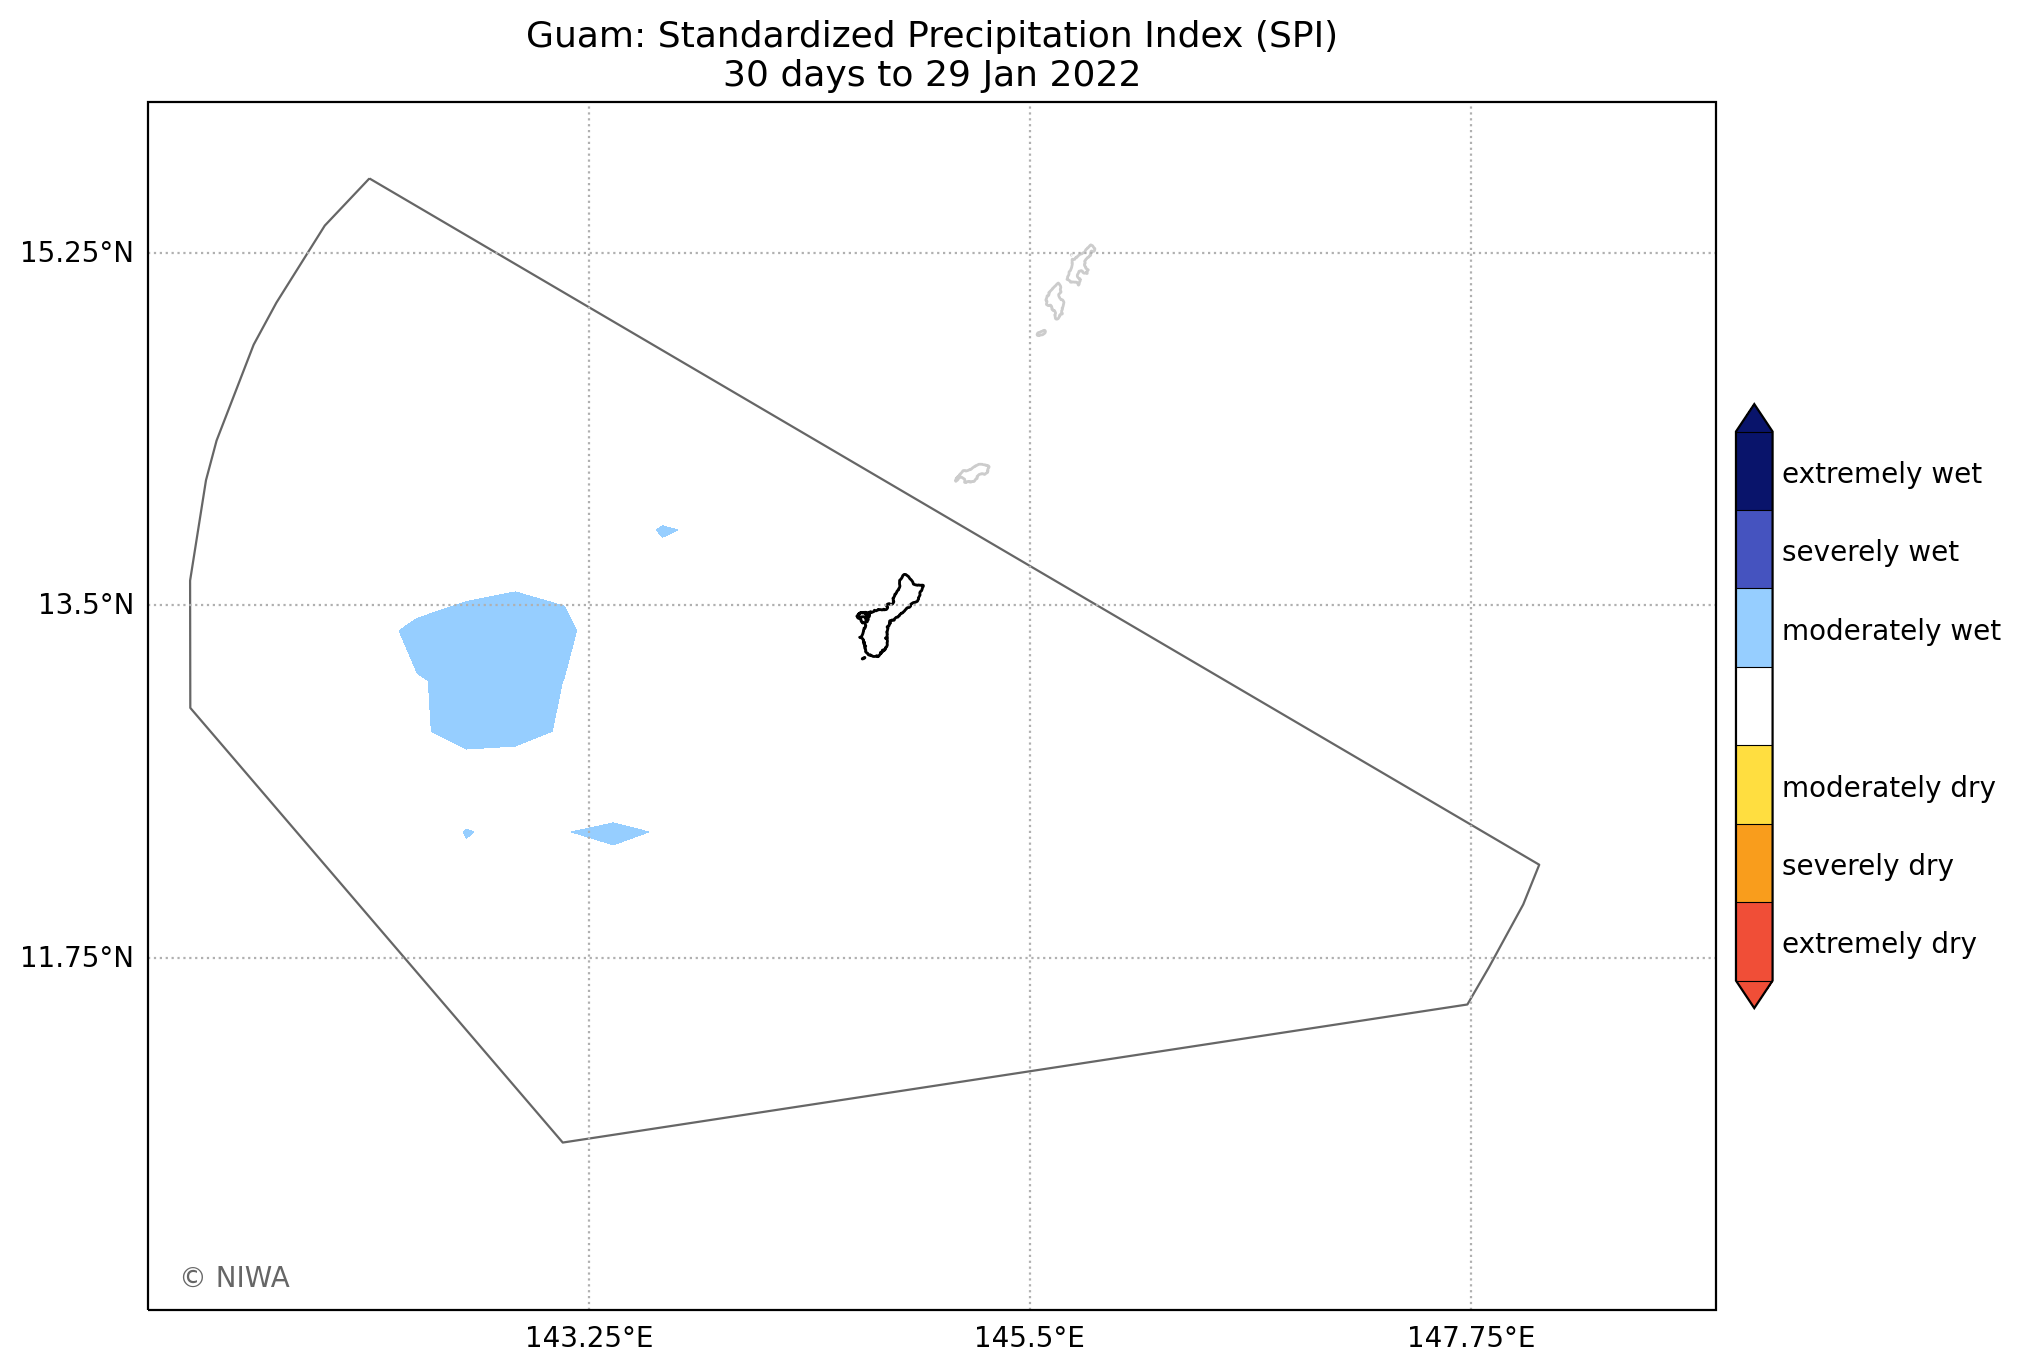 Guam: Standardized Precipitation Index (SPI)
30 days to 29 Jan 2022
15.25°N
13.5°N
11.75°N
143.25°E
145.5°E
147.75°E
extremely wet
severely wet
moderately wet
moderately dry
severely dry
extremely dry
© NIWA